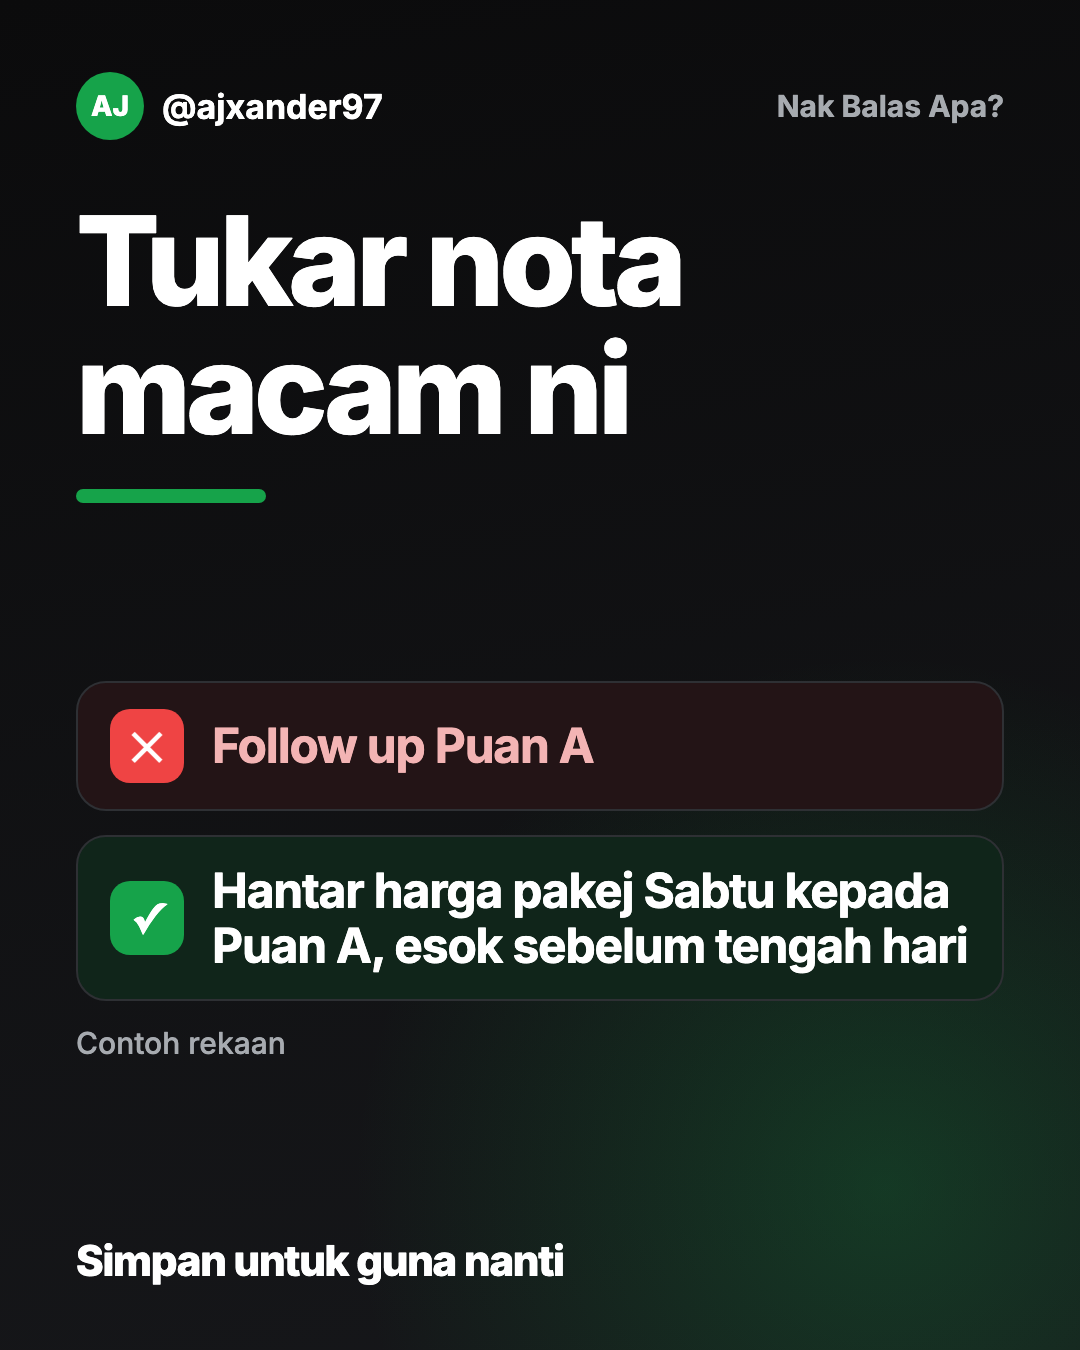 AJ @ajxander97
Nak Balas Apa?
Tukar nota
macam ni
Follow up Puan A
Hantar harga pakej Sabtu kepada
Puan A, esok sebelum tengah hari
Contoh rekaan
Simpan untuk guna nanti